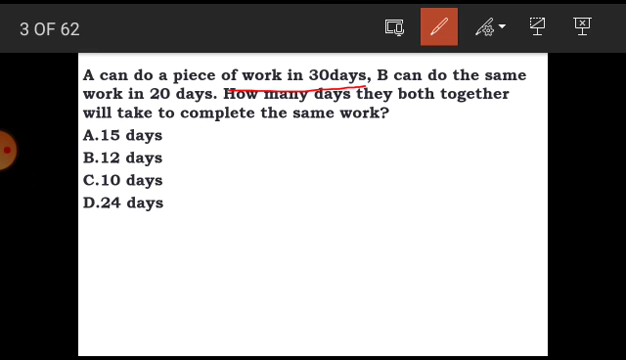 3 OF 62
A can do a piece of work in 30days, B can do the same
work in 20 days. How many days they both together
will take to complete the same work?
A.15 days
B.12 days
C.10 days
D.24 days